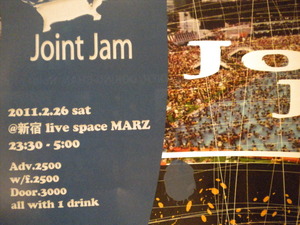 Joint Jam
2011.2.26 sat
@新宿 live space MARZ
23:30 - 5:00
Adv.2500
w/f.2500
Door.3000
all with 1 drink
Jo
j